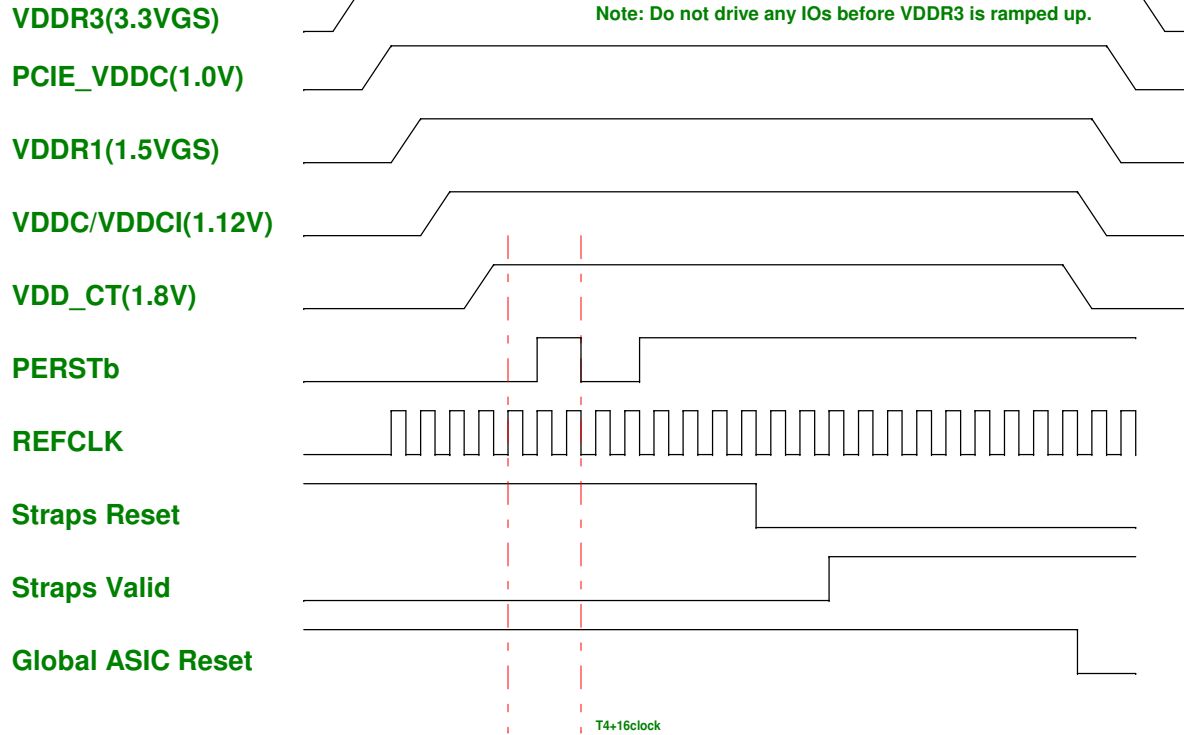 VDDR3(3.3VGS)
Note: Do not drive any IOs before VDDR3 is ramped up.
PCIE_VDDC(1.0V)
VDDR1(1.5VGS)
VDDC/VDDCI(1.12V)
VDD_CT(1.8V)
PERSTb
REFCLK
Straps Reset
Straps Valid
Global ASIC Reset
T4+16clock